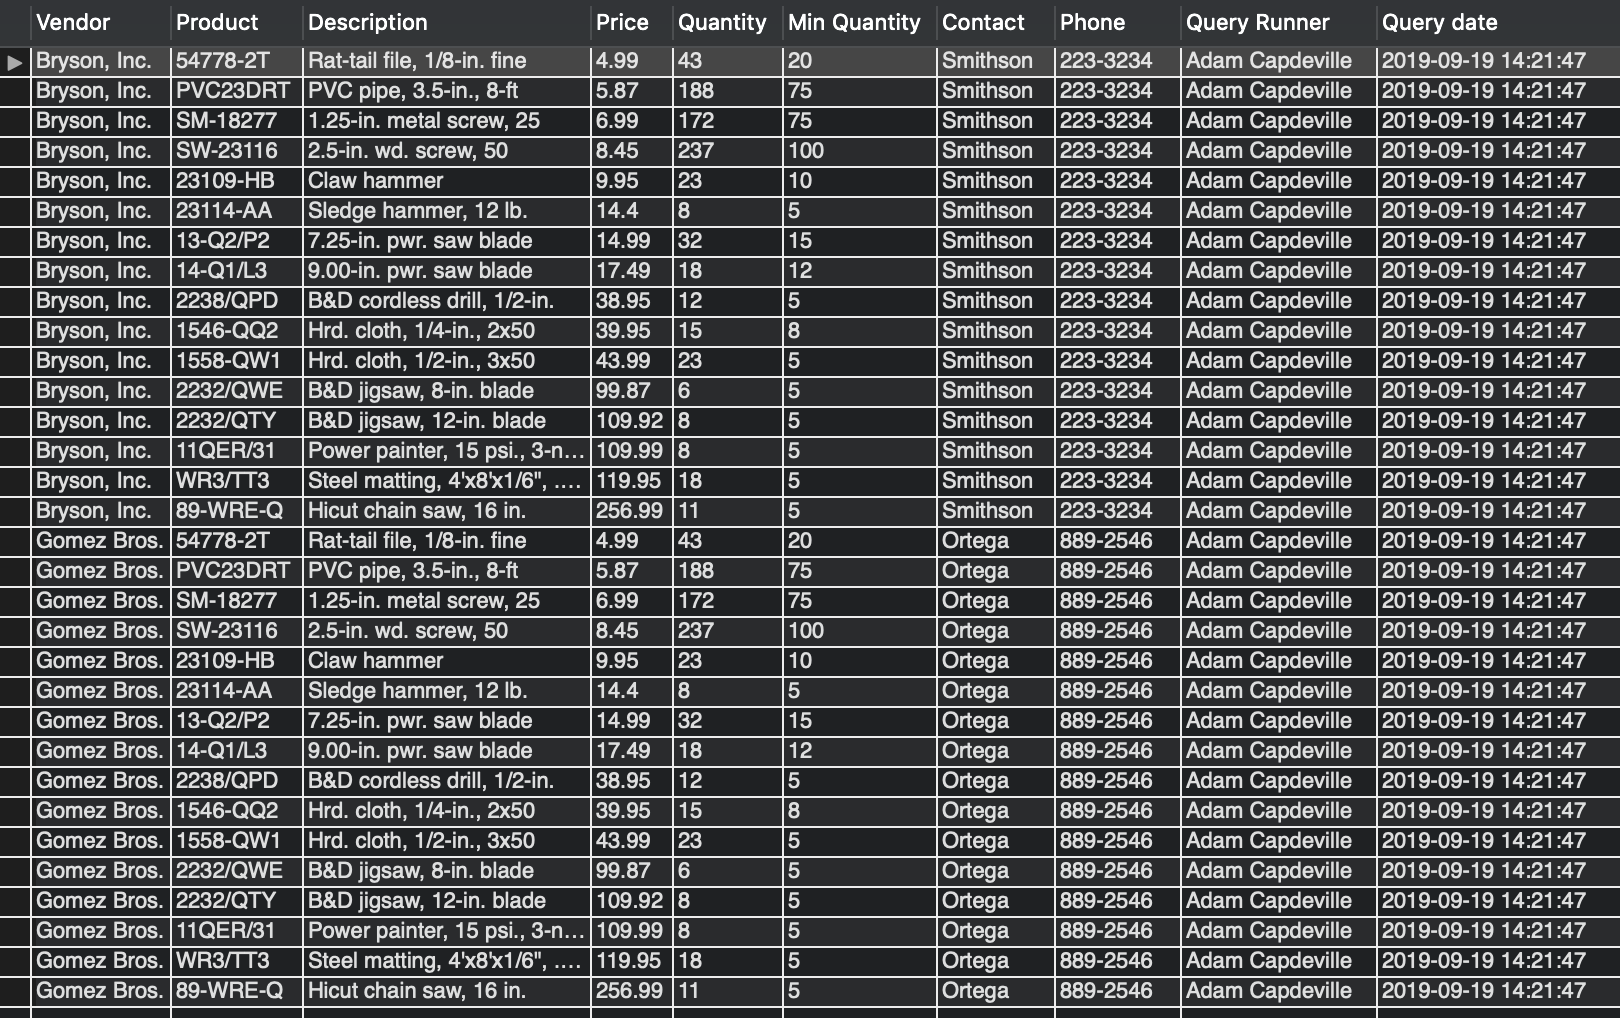 Vendor Product Description Price Quantity Min Quantity Contact Phone Query Runner Query date
Bryson, Inc. 54778-2T Rat-tail file, 1/8-in. fine 4.99 43 20 Smithson 223-3234 Adam Capdeville 2019-09-19 14:21:47
Bryson, Inc. PVC23DRT PVC pipe, 3.5-in., 8-ft 5.87 188 75 Smithson 223-3234 Adam Capdeville 2019-09-19 14:21:47
Bryson, Inc. SM-18277 1.25-in. metal screw, 25 6.99 172 75 Smithson 223-3234 Adam Capdeville 2019-09-19 14:21:47
Bryson, Inc. SW-23116 2.5-in. wd. screw, 50 8.45 237 100 Smithson 223-3234 Adam Capdeville 2019-09-19 14:21:47
Bryson, Inc. 23109-HB Claw hammer 9.95 23 10 Smithson 223-3234 Adam Capdeville 2019-09-19 14:21:47
Bryson, Inc. 23114-AA Sledge hammer, 12 lb. 14.4 8 5 Smithson 223-3234 Adam Capdeville 2019-09-19 14:21:47
Bryson, Inc. 13-Q2/P2 7.25-in. pwr. saw blade 14.99 32 15 Smithson 223-3234 Adam Capdeville 2019-09-19 14:21:47
Bryson, Inc. 14-Q1/L3 9.00-in. pwr. saw blade 17.49 18 12 Smithson 223-3234 Adam Capdeville 2019-09-19 14:21:47
Bryson, Inc. 2238/QPD B&D cordless drill, 1/2-in. 38.95 12 5 Smithson 223-3234 Adam Capdeville 2019-09-19 14:21:47
Bryson, Inc. 1546-QQ2 Hrd. cloth, 1/4-in., 2x50 39.95 15 8 Smithson 223-3234 Adam Capdeville 2019-09-19 14:21:47
Bryson, Inc. 1558-QW1 Hrd. cloth, 1/2-in., 3x50 43.99 23 5 Smithson 223-3234 Adam Capdeville 2019-09-19 14:21:47
Bryson, Inc. 2232/QWE B&D jigsaw, 8-in. blade 99.87 6 5 Smithson 223-3234 Adam Capdeville 2019-09-19 14:21:47
Bryson, Inc. 2232/QTY B&D jigsaw, 12-in. blade 109.92 8 5 Smithson 223-3234 Adam Capdeville 2019-09-19 14:21:47
Bryson, Inc. 11QER/31 Power painter, 15 psi., 3-n... 109.99 8 5 Smithson 223-3234 Adam Capdeville 2019-09-19 14:21:47
Bryson, Inc. WR3/TT3 Steel matting, 4'x8'x1/6", .... 119.95 18 5 Smithson 223-3234 Adam Capdeville 2019-09-19 14:21:47
Bryson, Inc. 89-WRE-Q Hicut chain saw, 16 in. 256.99 11 5 Smithson 223-3234 Adam Capdeville 2019-09-19 14:21:47
Gomez Bros. 54778-2T Rat-tail file, 1/8-in. fine 4.99 43 20 Ortega 889-2546 Adam Capdeville 2019-09-19 14:21:47
Gomez Bros. PVC23DRT PVC pipe, 3.5-in., 8-ft 5.87 188 75 Ortega 889-2546 Adam Capdeville 2019-09-19 14:21:47
Gomez Bros. SM-18277 1.25-in. metal screw, 25 6.99 172 75 Ortega 889-2546 Adam Capdeville 2019-09-19 14:21:47
Gomez Bros. SW-23116 2.5-in. wd. screw, 50 8.45 237 100 Ortega 889-2546 Adam Capdeville 2019-09-19 14:21:47
Gomez Bros. 23109-HB Claw hammer 9.95 23 10 Ortega 889-2546 Adam Capdeville 2019-09-19 14:21:47
Gomez Bros. 23114-AA Sledge hammer, 12 lb. 14.4 8 5 Ortega 889-2546 Adam Capdeville 2019-09-19 14:21:47
Gomez Bros. 13-Q2/P2 7.25-in. pwr. saw blade 14.99 32 15 Ortega 889-2546 Adam Capdeville 2019-09-19 14:21:47
Gomez Bros. 14-Q1/L3 9.00-in. pwr. saw blade 17.49 18 12 Ortega 889-2546 Adam Capdeville 2019-09-19 14:21:47
Gomez Bros. 2238/QPD B&D cordless drill, 1/2-in. 38.95 12 5 Ortega 889-2546 Adam Capdeville 2019-09-19 14:21:47
Gomez Bros. 1546-QQ2 Hrd. cloth, 1/4-in., 2x50 39.95 15 8 Ortega 889-2546 Adam Capdeville 2019-09-19 14:21:47
Gomez Bros. 1558-QW1 Hrd. cloth, 1/2-in., 3x50 43.99 23 5 Ortega 889-2546 Adam Capdeville 2019-09-19 14:21:47
Gomez Bros. 2232/QWE B&D jigsaw, 8-in. blade 99.87 6 5 Ortega 889-2546 Adam Capdeville 2019-09-19 14:21:47
Gomez Bros. 2232/QTY B&D jigsaw, 12-in. blade 109.92 8 5 Ortega 889-2546 Adam Capdeville 2019-09-19 14:21:47
Gomez Bros. 11QER/31 Power painter, 15 psi., 3-n... 109.99 8 5 Ortega 889-2546 Adam Capdeville 2019-09-19 14:21:47
Gomez Bros. WR3/TT3 Steel matting, 4'x8'x1/6", .... 119.95 18 5 Ortega 889-2546 Adam Capdeville 2019-09-19 14:21:47
Gomez Bros. 89-WRE-Q Hicut chain saw, 16 in. 256.99 11 5 Ortega 889-2546 Adam Capdeville 2019-09-19 14:21:47